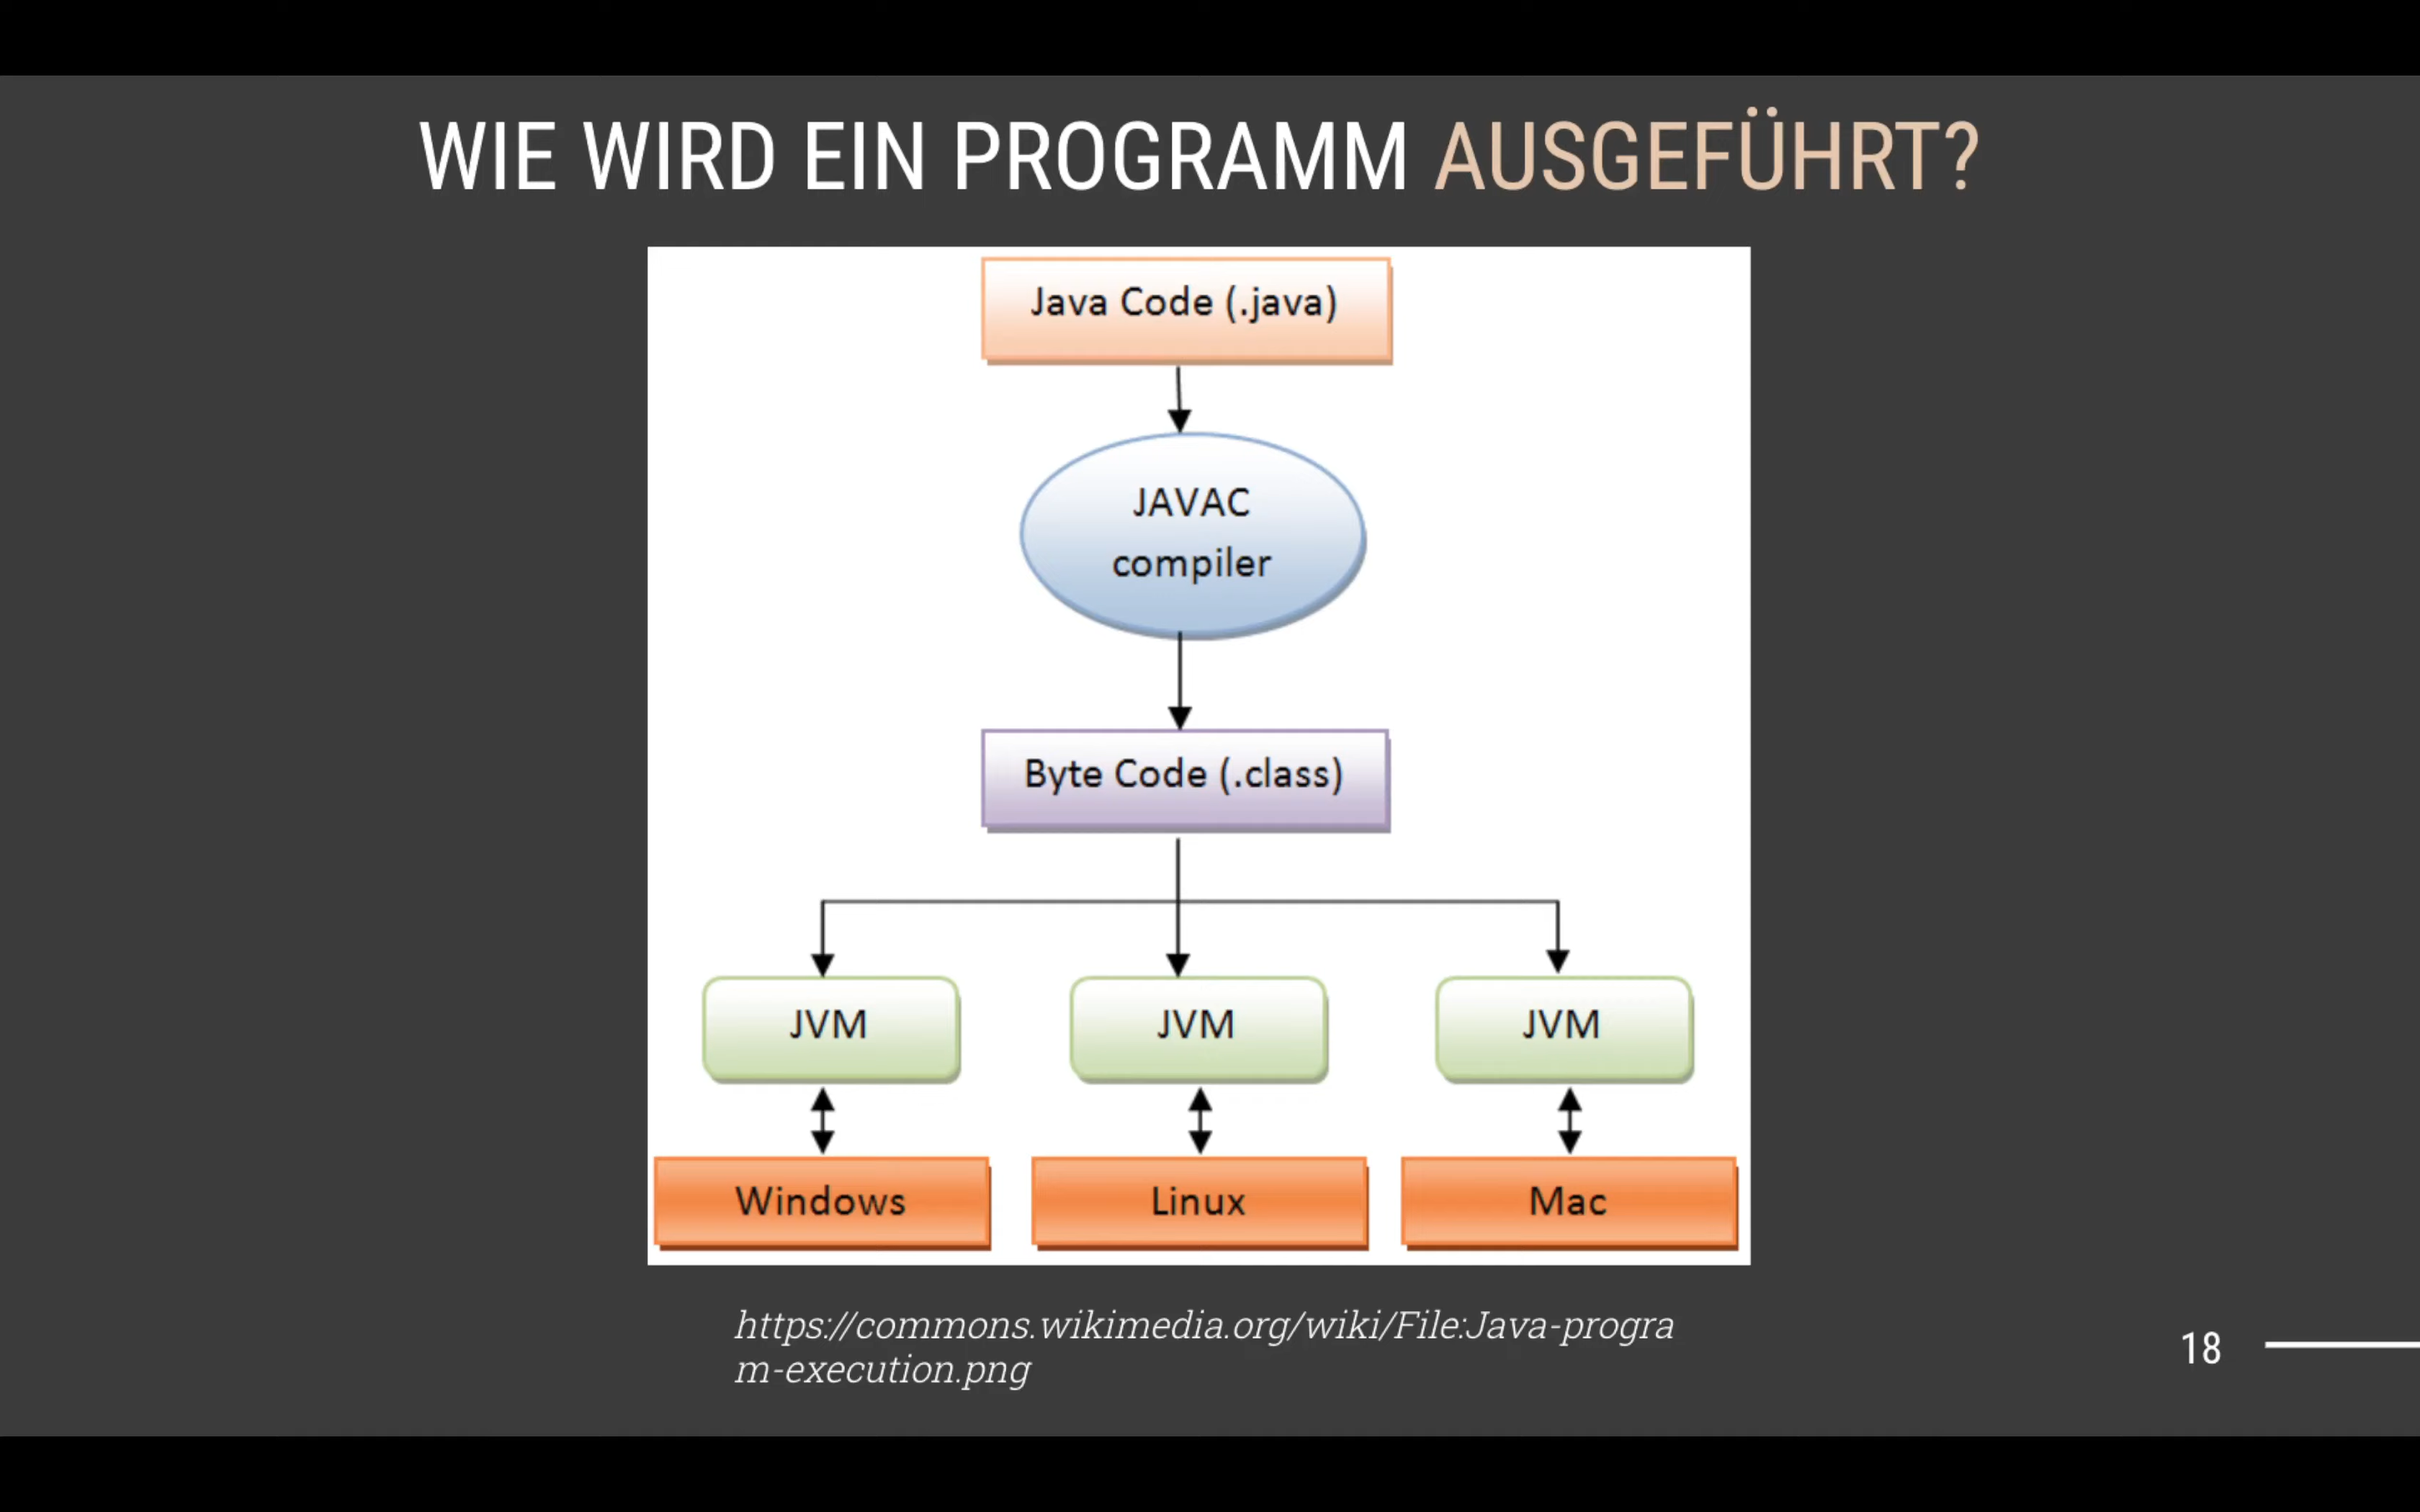 WIE WIRD EIN PROGRAMM AUSGEFÜHRT?
Java Code (.java)
JAVAC
compiler
Byte Code (.class)
JVM JVM JVM
Windows Linux Mac
https://commons.wikimedia.org/wiki/File:Java-progra
m-execution.png
18